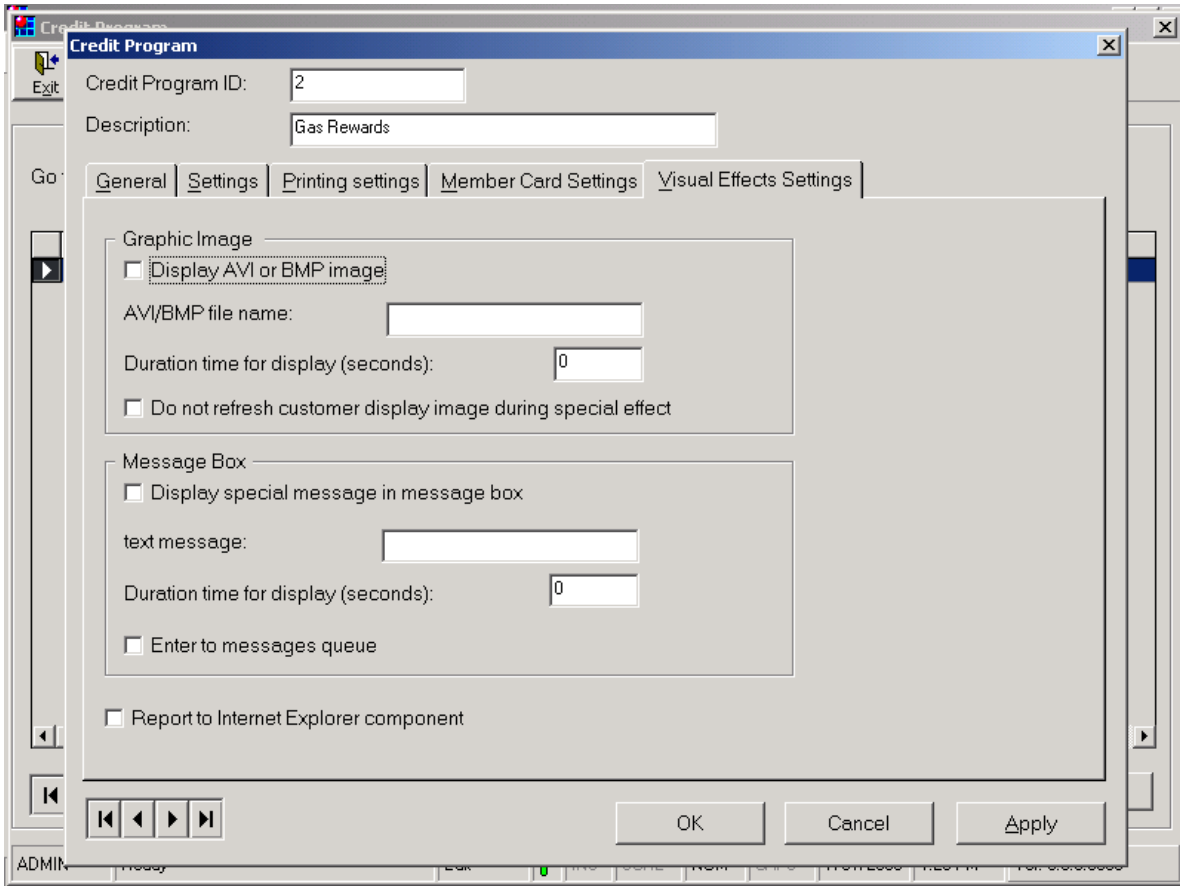 Credit Program
Credit Program
Exit
Credit Program ID: 2
Description: Gas Rewards
Go
General Settings Printing settings Member Card Settings Visual Effects Settings
Graphic Image
Display AVI or BMP image
AVI/BMP file name:
Duration time for display (seconds): 0
Do not refresh customer display image during special effect
Message Box
Display special message in message box
text message:
Duration time for display (seconds): 0
Enter to messages queue
Report to Internet Explorer component
OK Cancel Apply
ADMIN